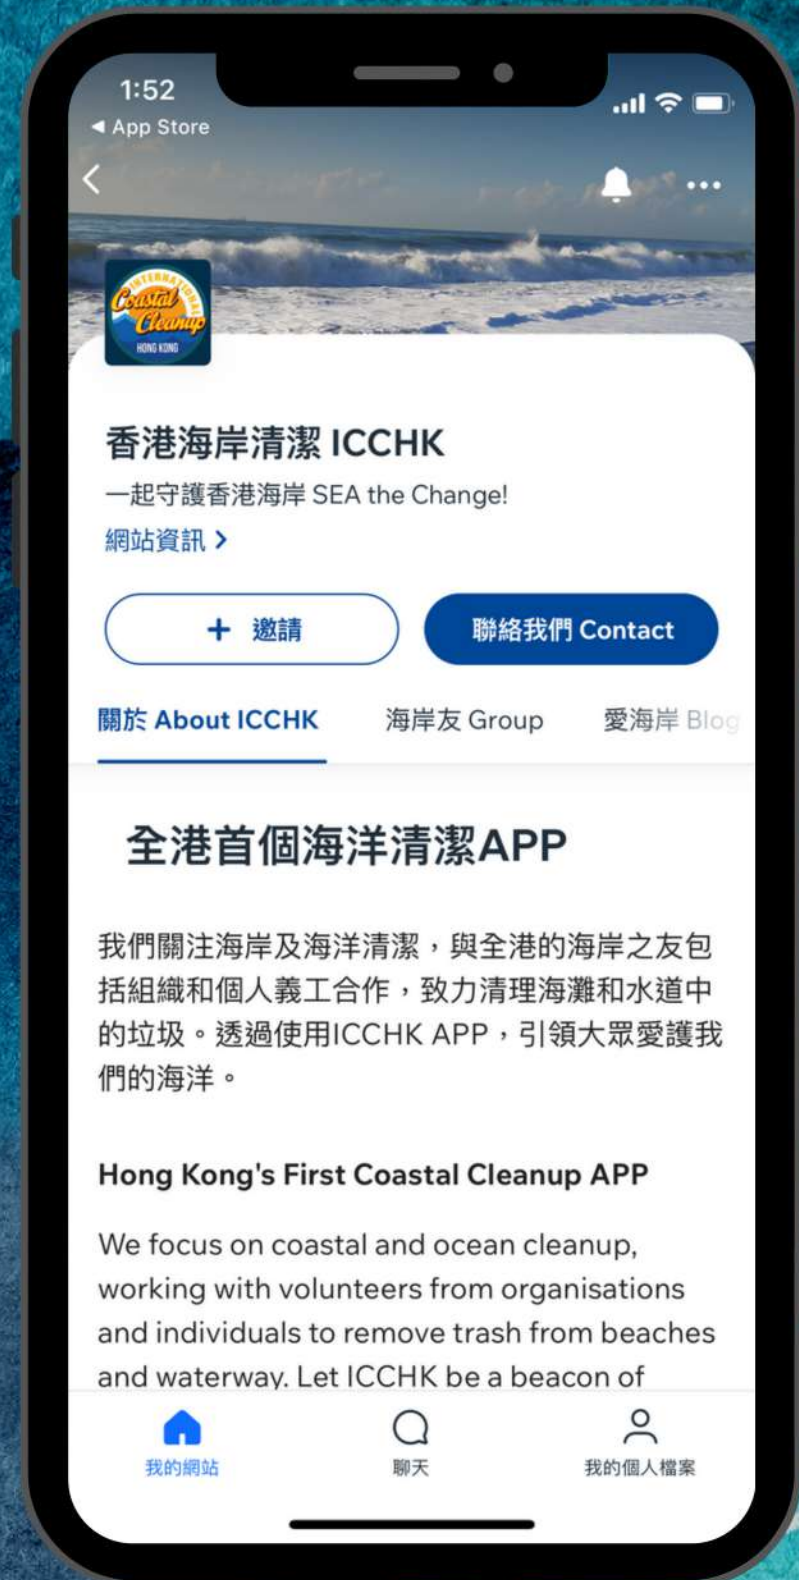 1:52
◀ App Store
INTERNATIONAL
Coastal
Cleanup
HONG KONG
香港海岸清潔 ICCHK
一起守護香港海岸 SEA the Change!
網站資訊 >
+ 邀請
聯絡我們 Contact
關於 About ICCHK
海岸友 Group
愛海岸 Blog
全港首個海洋清潔APP
我們關注海岸及海洋清潔，與全港的海岸之友包
括組織和個人義工合作，致力清理海灘和水道中
的垃圾。透過使用ICCHK APP，引領大眾愛護我
們的海洋。
Hong Kong's First Coastal Cleanup APP
We focus on coastal and ocean cleanup,
working with volunteers from organisations
and individuals to remove trash from beaches
and waterway. Let ICCHK be a beacon of
我的網站
聊天
我的個人檔案